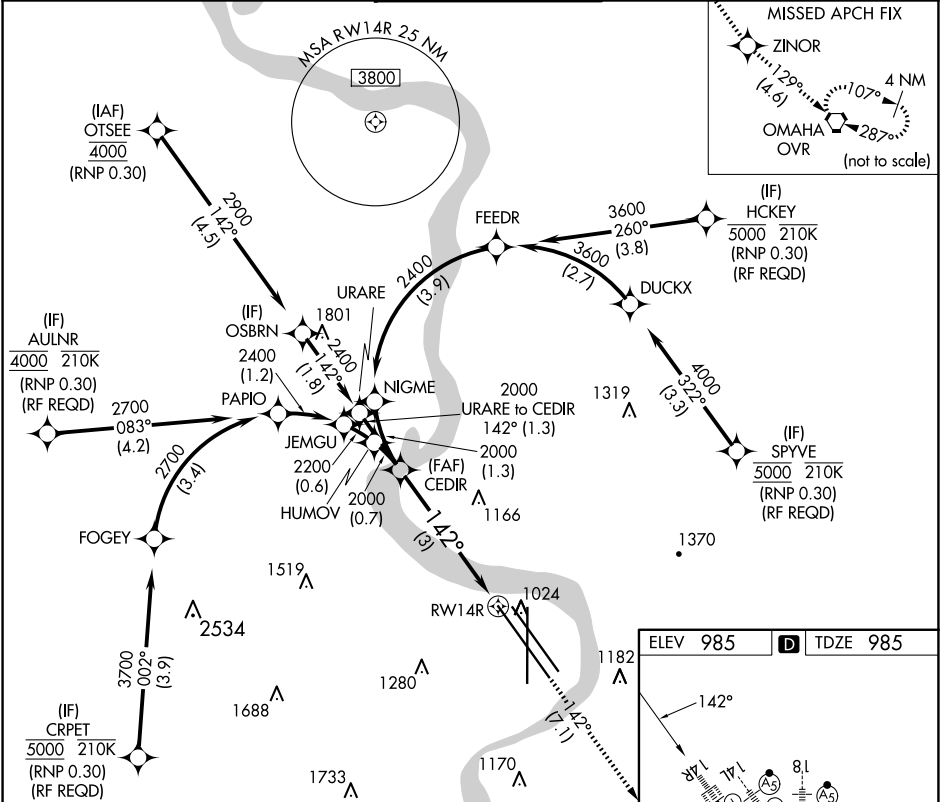 MSA RW14R 25 NM
3800
MISSED APCH FIX
ZINOR
129°
(4.6)
4 NM
107°
287°
OMAHA
OVR
(not to scale)
(IAF)
OTSEE
4000
(RNP 0.30)
2900
142°
(4.5)
FEEDR
3600
260°
(3.8)
(IF)
HCKEY
5000 210K
(RNP 0.30)
(RF REQD)
3600
(2.7)
2400
(3.9)
DUCKX
URARE
(IF)
OSBRN
1801
2400
142°
(1.8)
(IF)
AULNR
4000 210K
(RNP 0.30)
(RF REQD)
2400
(1.2)
PAPIO
2700
083°
(4.2)
NIGME
2000
URARE to CEDIR
142° (1.3)
1319
4000
322°
(3.3)
JEMGU
2000
(1.3)
2200
(0.6)
HUMOV
2000
(0.7)
(FAF)
CEDIR
(IF)
SPYVE
5000 210K
(RNP 0.30)
(RF REQD)
2700
(3.4)
FOGEY
1166
142°
(3)
1370
1519
RW14R
1024
2534
3700
002°
(3.9)
1280
1182
1688
142°
(7.1)
(IF)
CRPET
5000 210K
(RNP 0.30)
(RF REQD)
1733
1170
ELEV 985 D TDZE 985
142°
14R
14L
18
A5
A5